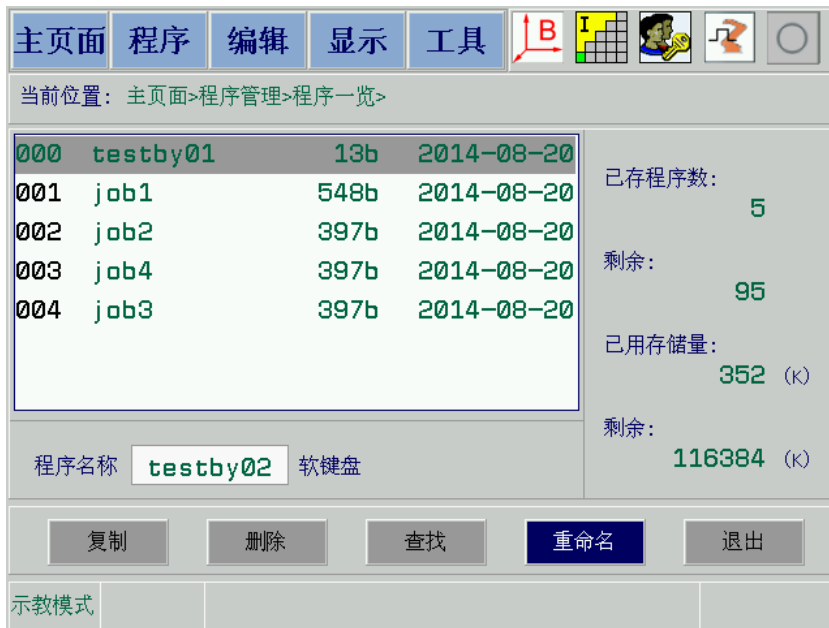 主页面 程序 编辑 显示 工具 B I
当前位置: 主页面>程序管理>程序一览>
000 testby01 13b 2014-08-20
001 job1 548b 2014-08-20
002 job2 397b 2014-08-20
003 job4 397b 2014-08-20
004 job3 397b 2014-08-20
已存程序数:
5
剩余:
95
已用存储量:
352 (K)
剩余:
116384 (K)
程序名称 testby02 软键盘
复制 删除 查找 重命名 退出
示教模式